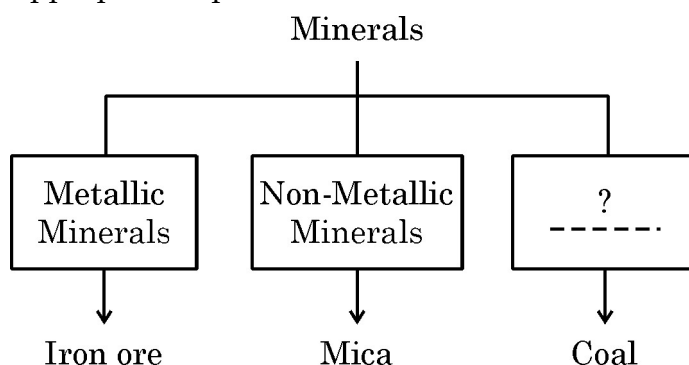 Minerals
Metallic
Minerals
Non-Metallic
Minerals
?
Iron ore
Mica
Coal